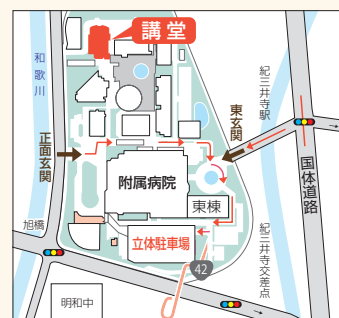 講堂
和歌川
正面玄関
東玄関
紀三井寺駅
国体道路
附属病院
東棟
立体駐車場
旭橋
42
紀三井寺交差点
明和中